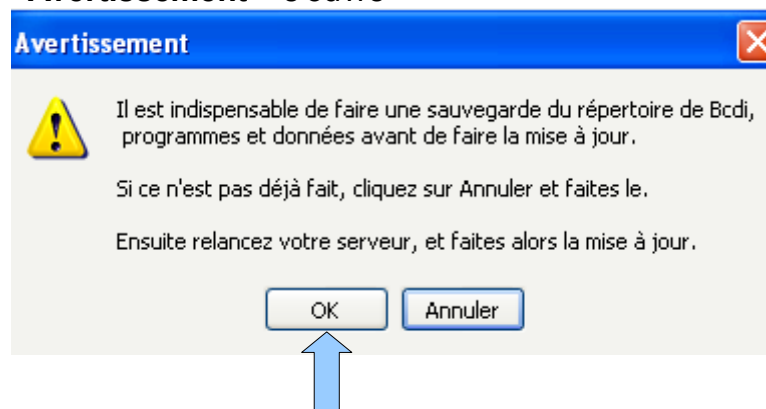 Avertissement
Il est indispensable de faire une sauvegarde du répertoire de Bcdi,
programmes et données avant de faire la mise à jour.
Si ce n'est pas déjà fait, cliquez sur Annuler et faites le.
Ensuite relancez votre serveur, et faites alors la mise à jour.
OK Annuler